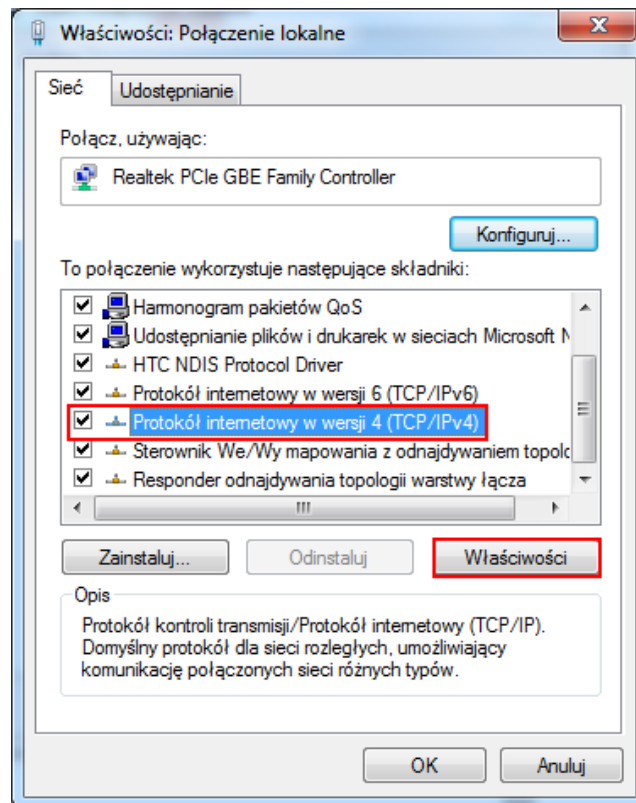 Właściwości: Połączenie lokalne
Sieć
Udostępnianie
Połącz, używając:
Realtek PCIe GBE Family Controller
Konfiguruj...
To połączenie wykorzystuje następujące składniki:
Harmonogram pakietów QoS
Udostępnianie plików i drukarek w sieciach Microsoft N
HTC NDIS Protocol Driver
Protokół internetowy w wersji 6 (TCP/IPv6)
Protokół internetowy w wersji 4 (TCP/IPv4)
Sterownik We/Wy mapowania z odnajdywaniem topolc
Responder odnajdywania topologii warstwy łącza
Zainstaluj...
Odinstaluj
Właściwości
Opis
Protokół kontroli transmisji/Protokół internetowy (TCP/IP).
Domyślny protokół dla sieci rozległych, umożliwiający
komunikację połączonych sieci różnych typów.
OK
Anuluj